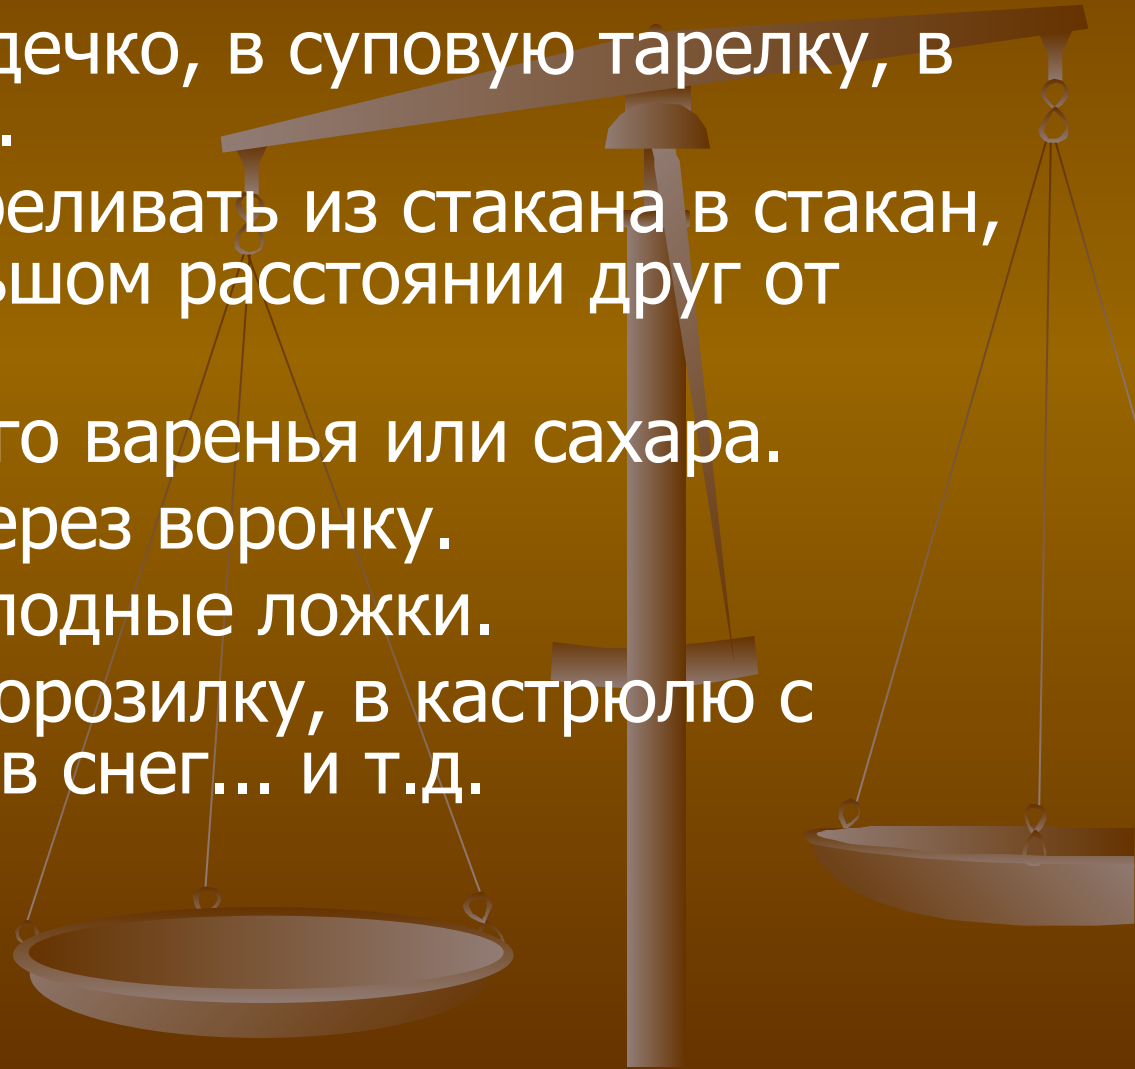 дечко, в суповую тарелку, в
.
реливать из стакана в стакан,
ьшом расстоянии друг от
го варенья или сахара.
ерез воронку.
лодные ложки.
орозилку, в кастрюлю с
в снег... и т.д.